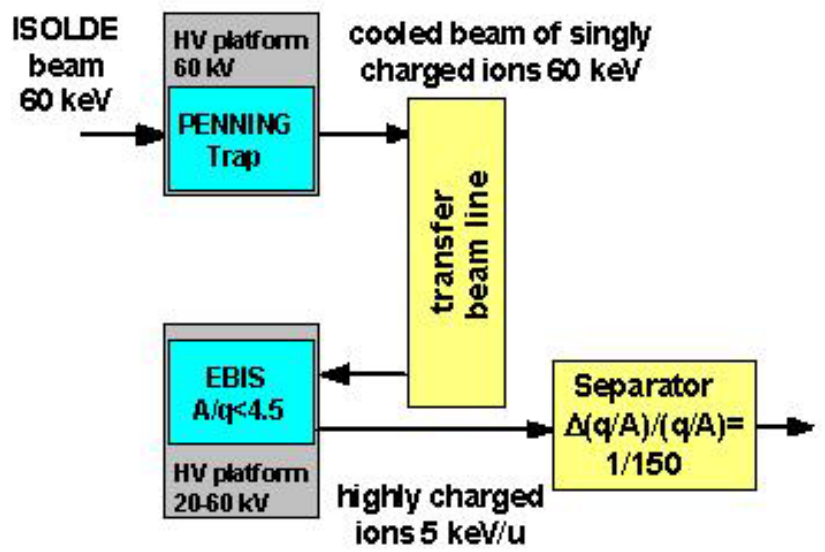 ISOLDE
beam
60 keV
HV platform
60 kV
PENNING
Trap
cooled beam of singly
charged ions 60 keV
transfer
beam line
EBIS
A/q<4.5
HV platform
20-60 kV
highly charged
ions 5 keV/u
Separator
Δ(q/A)/(q/A)=
1/150